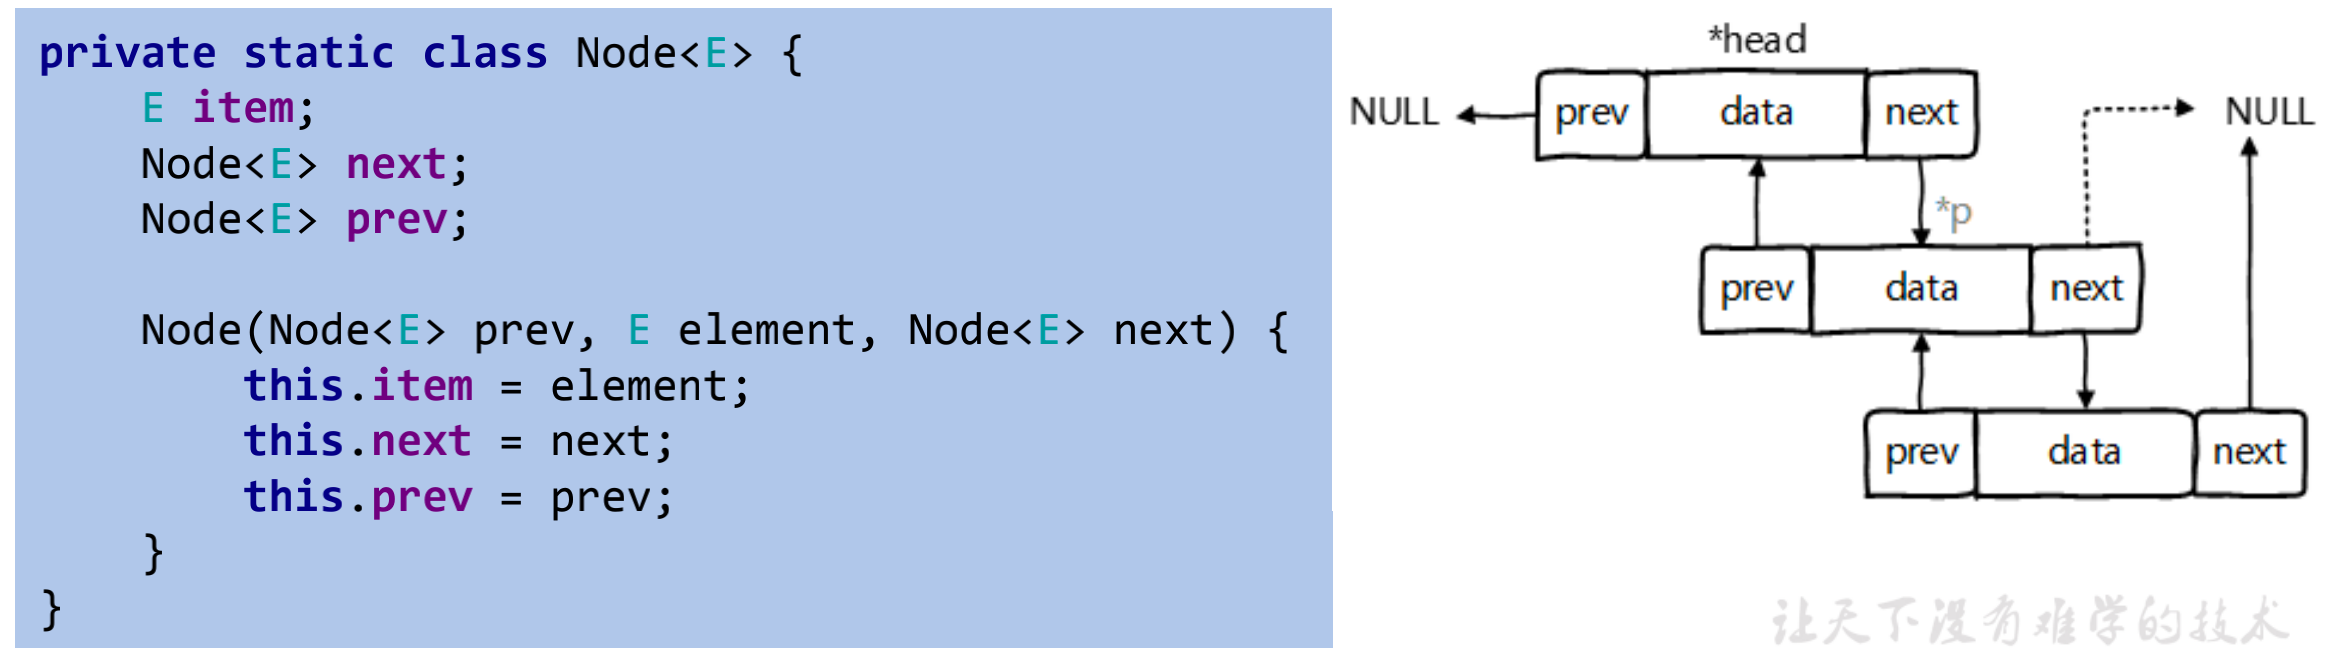 private static class Node<E> {
    E item;
    Node<E> next;
    Node<E> prev;
    Node(Node<E> prev, E element, Node<E> next) {
        this.item = element;
        this.next = next;
        this.prev = prev;
    }
}
*head
NULL prev data next NULL
*p
prev data next
prev data next
让天下没有难学的技术